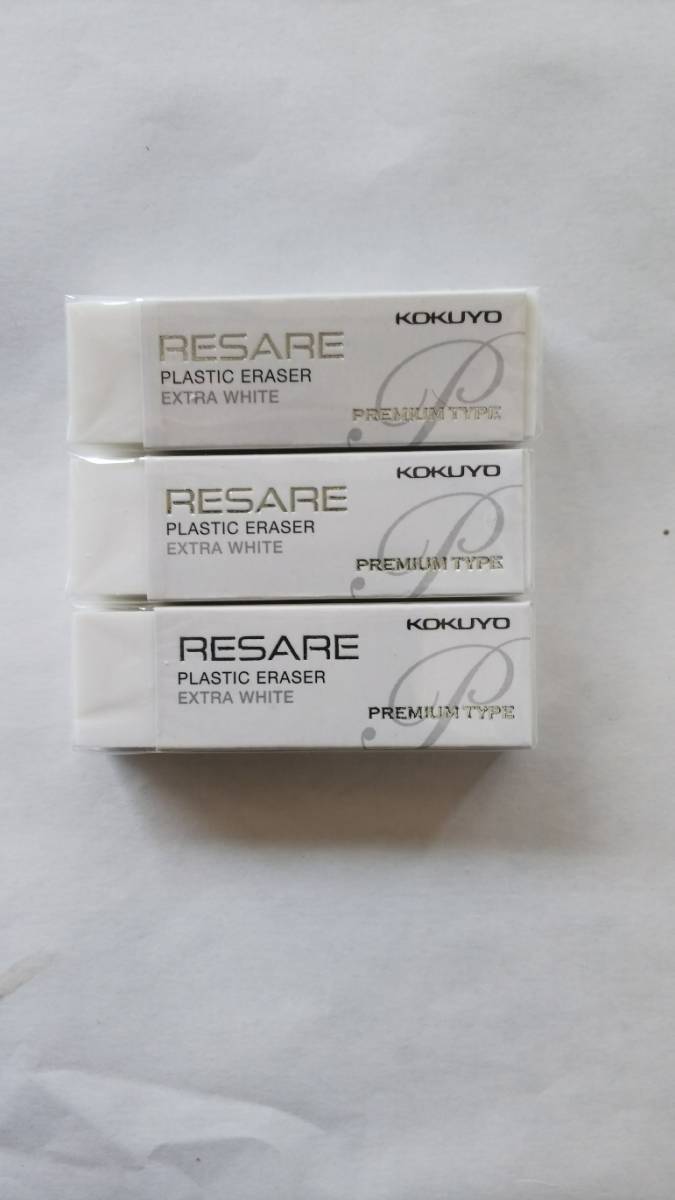 KOKUYO
RESARE
PLASTIC ERASER
EXTRA WHITE
P
PREMIUM TYPE
KOKUYO
RESARE
PLASTIC ERASER
EXTRA WHITE
P
PREMIUM TYPE
KOKUYO
RESARE
PLASTIC ERASER
EXTRA WHITE
P
PREMIUM TYPE